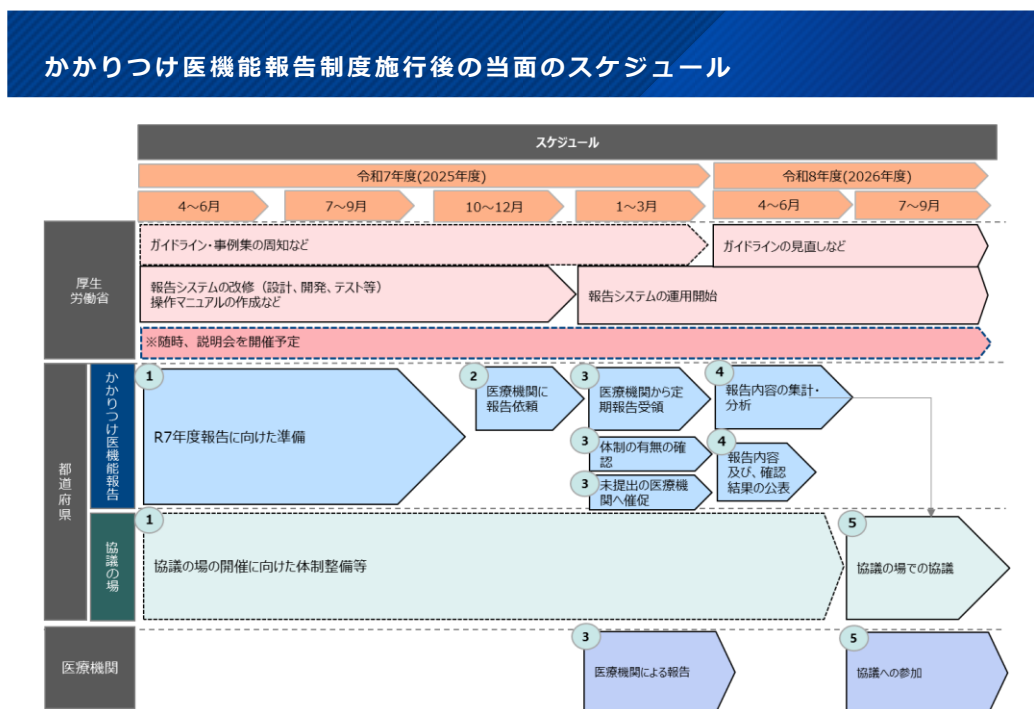 かかりつけ医機能報告制度施行後の当面のスケジュール
スケジュール
令和7年度(2025年度)
令和8年度(2026年度)
4～6月
7～9月
10～12月
1～3月
4～6月
7～9月
厚生
労働省
ガイドライン・事例集の周知など
ガイドラインの見直しなど
報告システムの改修（設計、開発、テスト等）
操作マニュアルの作成など
報告システムの運用開始
※随時、説明会を開催予定
都道府県
かかりつけ医機能報告
1
R7年度報告に向けた準備
2
医療機関に
報告依頼
3
医療機関から定
期報告受領
3
体制の有無の確
認
3
未提出の医療機
関へ催促
4
報告内容の集計・
分析
4
報告内容
及び、確認
結果の公表
協議の場
1
協議の場の開催に向けた体制整備等
5
協議の場での協議
医療機関
3
医療機関による報告
5
協議への参加